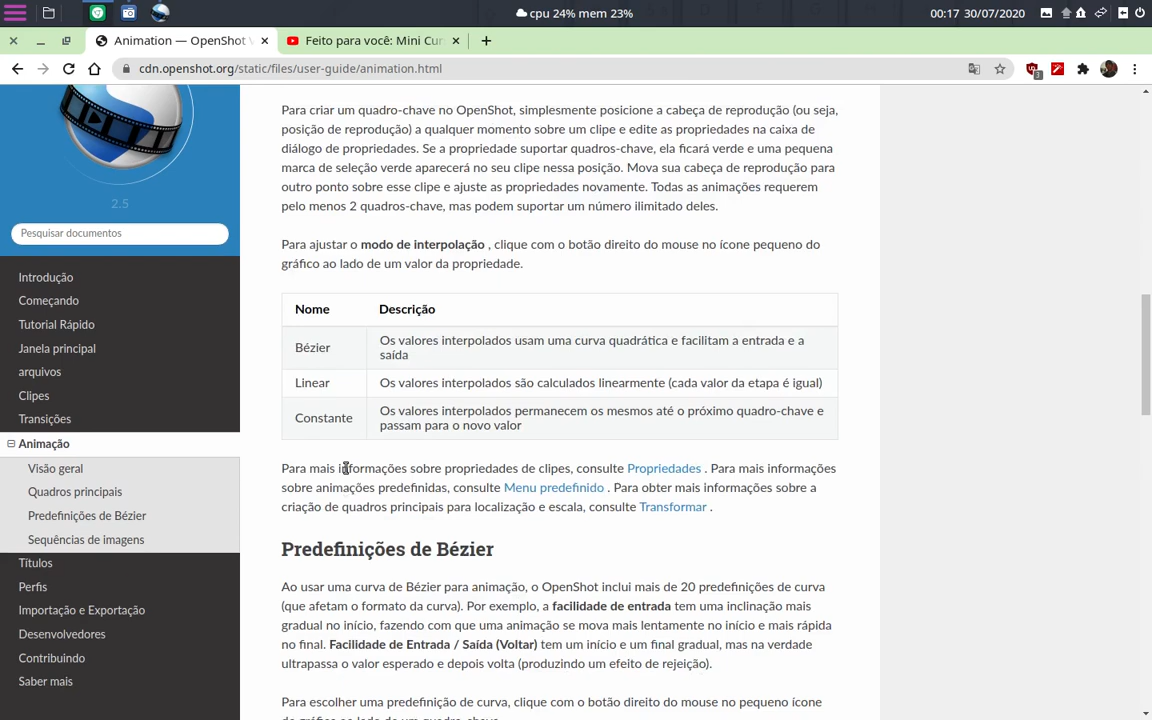 cpu 24% mem 23%
00:17 30/07/2020
Animation — OpenShot
Feito para você: Mini Cu
cdn.openshot.org/static/files/user-guide/animation.html
3
2.5
Pesquisar documentos
Introdução
Começando
Tutorial Rápido
Janela principal
arquivos
Clipes
Transições
Animação
Visão geral
Quadros principais
Predefinições de Bézier
Sequências de imagens
Títulos
Perfis
Importação e Exportação
Desenvolvedores
Contribuindo
Saber mais
Para criar um quadro-chave no OpenShot, simplesmente posicione a cabeça de reprodução (ou seja,
posição de reprodução) a qualquer momento sobre um clipe e edite as propriedades na caixa de
diálogo de propriedades. Se a propriedade suportar quadros-chave, ela ficará verde e uma pequena
marca de seleção verde aparecerá no seu clipe nessa posição. Mova sua cabeça de reprodução para
outro ponto sobre esse clipe e ajuste as propriedades novamente. Todas as animações requerem
pelo menos 2 quadros-chave, mas podem suportar um número ilimitado deles.
Para ajustar o modo de interpolação , clique com o botão direito do mouse no ícone pequeno do
gráfico ao lado de um valor da propriedade.
Nome Descrição
Bézier Os valores interpolados usam uma curva quadrática e facilitam a entrada e a
saída
Linear Os valores interpolados são calculados linearmente (cada valor da etapa é igual)
Constante Os valores interpolados permanecem os mesmos até o próximo quadro-chave e
passam para o novo valor
Para mais informações sobre propriedades de clipes, consulte Propriedades . Para mais informações
sobre animações predefinidas, consulte Menu predefinido . Para obter mais informações sobre a
criação de quadros principais para localização e escala, consulte Transformar .
Predefinições de Bézier
Ao usar uma curva de Bézier para animação, o OpenShot inclui mais de 20 predefinições de curva
(que afetam o formato da curva). Por exemplo, a facilidade de entrada tem uma inclinação mais
gradual no início, fazendo com que uma animação se mova mais lentamente no início e mais rápida
no final. Facilidade de Entrada / Saída (Voltar) tem um início e um final gradual, mas na verdade
ultrapassa o valor esperado e depois volta (produzindo um efeito de rejeição).
Para escolher uma predefinição de curva, clique com o botão direito do mouse no pequeno ícone
do gráfico ao lado de um quadro-chave.